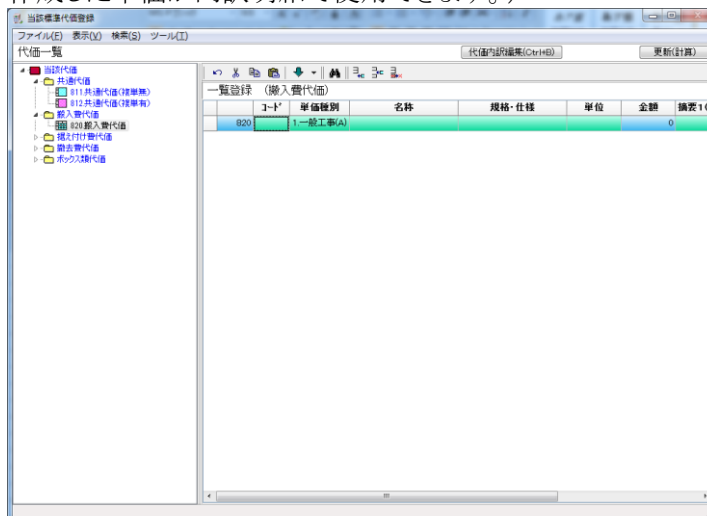 作成した単価が内訳明細で使用できます。)
当該標準代価登録
ファイル(F) 表示(V) 検索(S) ツール(T)
代価一覧 代価内訳編集(Ctrl+B) 更新(計算)
当該代価
共通代価
811.共通代価(雑単無)
812.共通代価(雑単有)
搬入費代価
820.搬入費代価
据え付け費代価
撤去費代価
ボックス類代価
一覧登録 (搬入費代価)
コード 単価種別 名称 規格・仕様 単位 金額 摘要1(
820 1.一般工事(A) 0